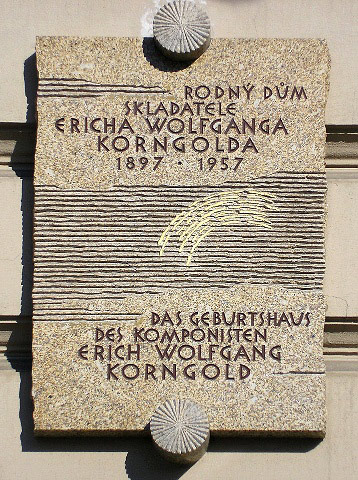 RODNÝ DŮM
SKLADATELE
ERICHA WOLFGANGA
KORNGOLDA
1897 · 1957
DAS GEBURTSHAUS
DES KOMPONISTEN
ERICH WOLFGANG
KORNGOLD